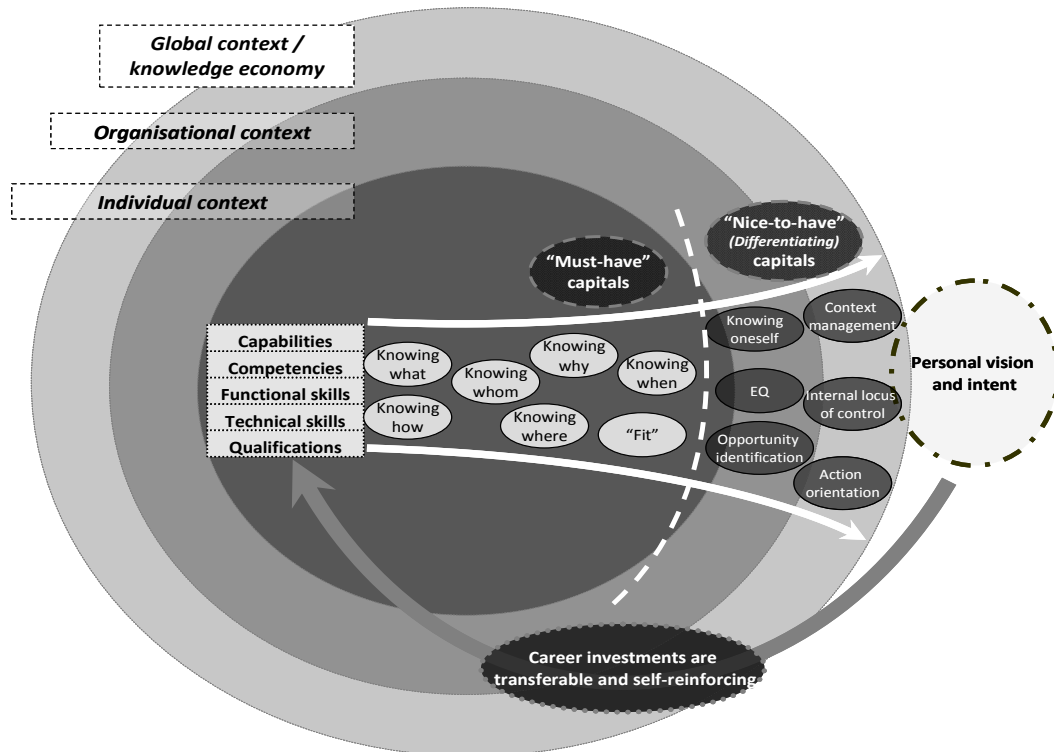 Global context /
knowledge economy
Organisational context
Individual context
"Must-have"
capitals
"Nice-to-have"
(Differentiating)
capitals
Capabilities
Competencies
Functional skills
Technical skills
Qualifications
Knowing
what
Knowing
how
Knowing
whom
Knowing
why
Knowing
where
Knowing
when
"Fit"
Knowing
oneself
Context
management
EQ
Internal locus
of control
Opportunity
identification
Action
orientation
Personal vision
and intent
Career investments are
transferable and self-reinforcing